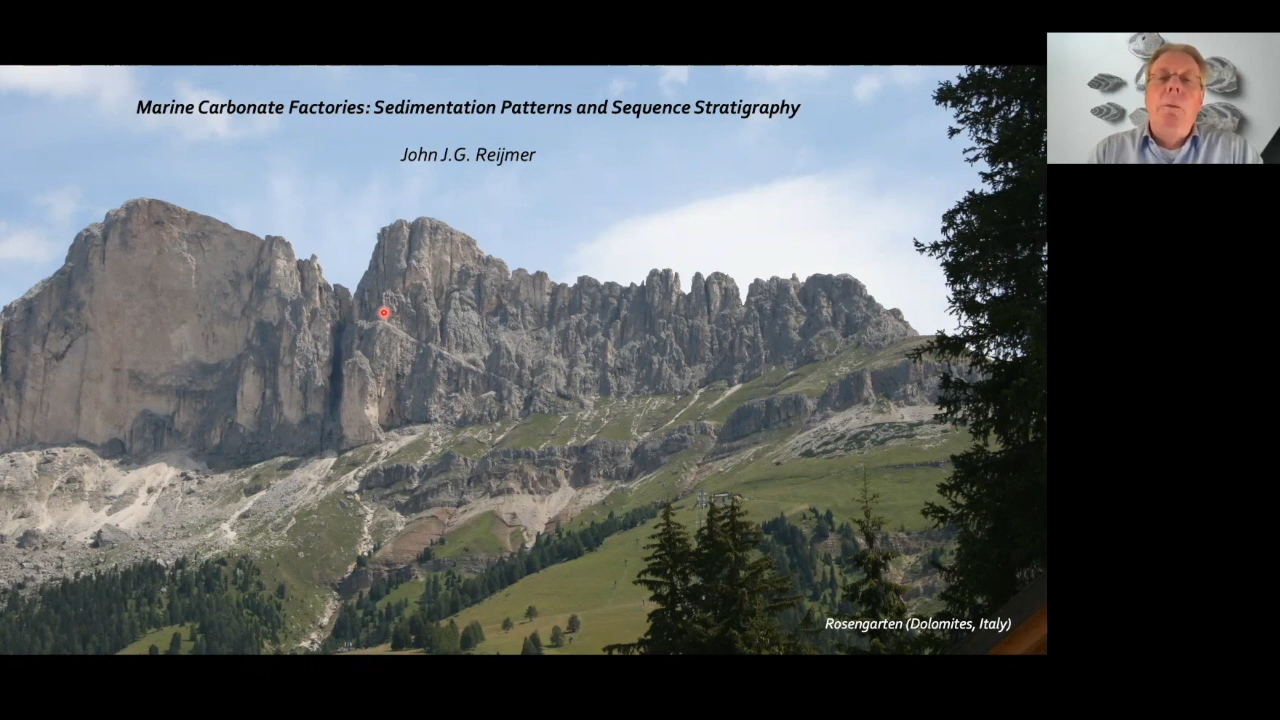 Marine Carbonate Factories: Sedimentation Patterns and Sequence Stratigraphy
John J.G. Reijmer
Rosengarten (Dolomites, Italy)